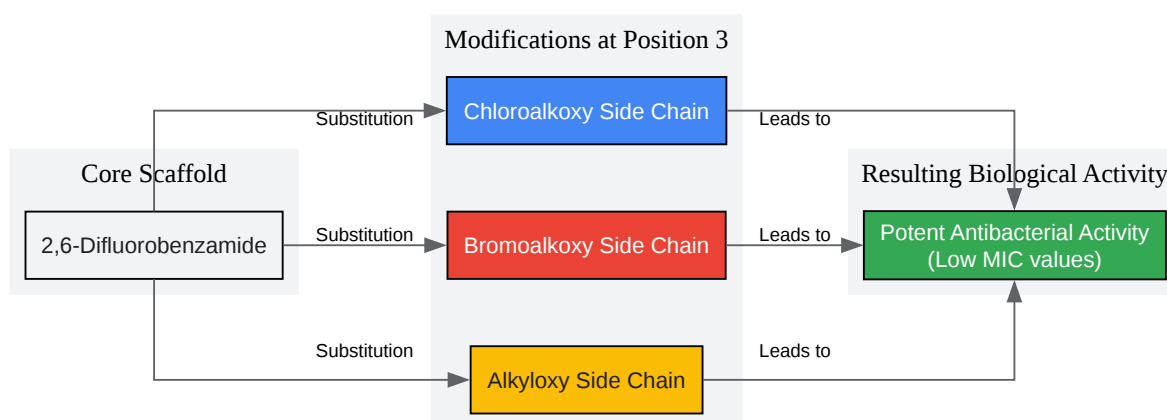 Modifications at Position 3
Chloroalkoxy Side Chain
Substitution
Leads to
Core Scaffold
Resulting Biological Activity
2,6-Difluorobenzamide
Substitution
Bromoalkoxy Side Chain
Leads to
Potent Antibacterial Activity
(Low MIC values)
Substitution
Alkyloxy Side Chain
Leads to